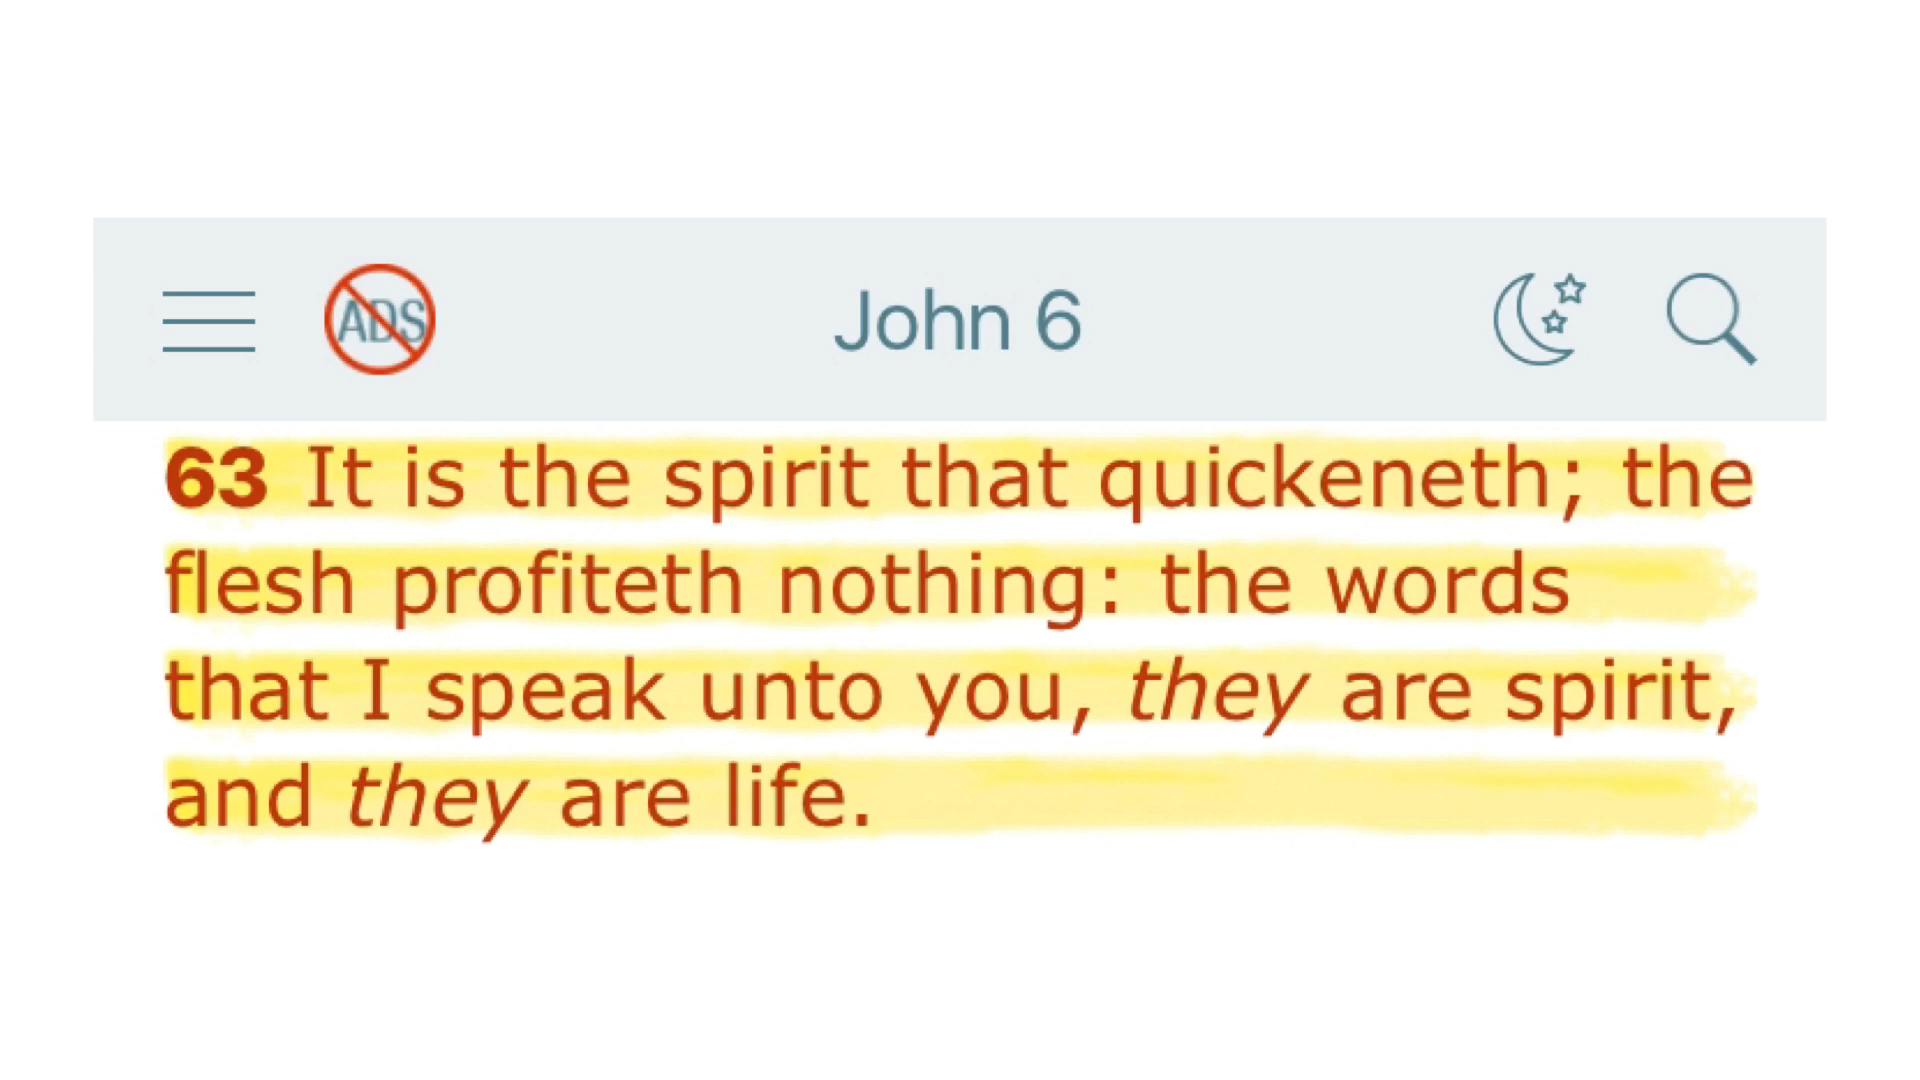 ADS
John 6
63 It is the spirit that quickeneth; the
flesh profiteth nothing: the words
that I speak unto you, they are spirit,
and they are life.